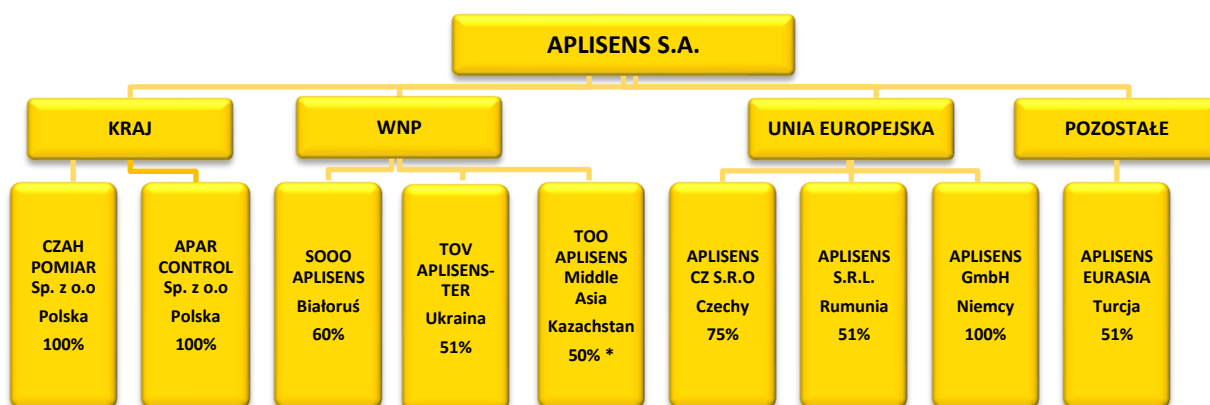 APLISENS S.A.
KRAJ
WNP
UNIA EUROPEJSKA
POZOSTAŁE
CZAH
POMIAR
Sp. z o.o
Polska
100%
APAR
CONTROL
Sp. z o.o
Polska
100%
SOOO
APLISENS
Białoruś
60%
TOV
APLISENS-
TER
Ukraina
51%
TOO
APLISENS
Middle
Asia
Kazachstan
50% *
APLISENS
CZ S.R.O
Czechy
75%
APLISENS
S.R.L.
Rumunia
51%
APLISENS
GmbH
Niemcy
100%
APLISENS
EURASIA
Turcja
51%